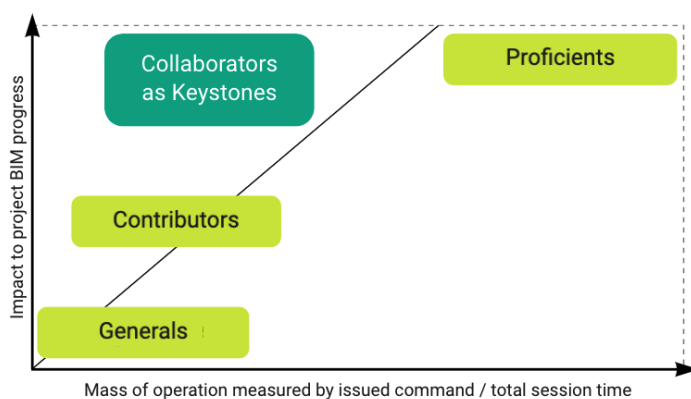 Collaborators
as Keystones
Proficients
Contributors
Generals
Impact to project BIM progress
Mass of operation measured by issued command / total session time